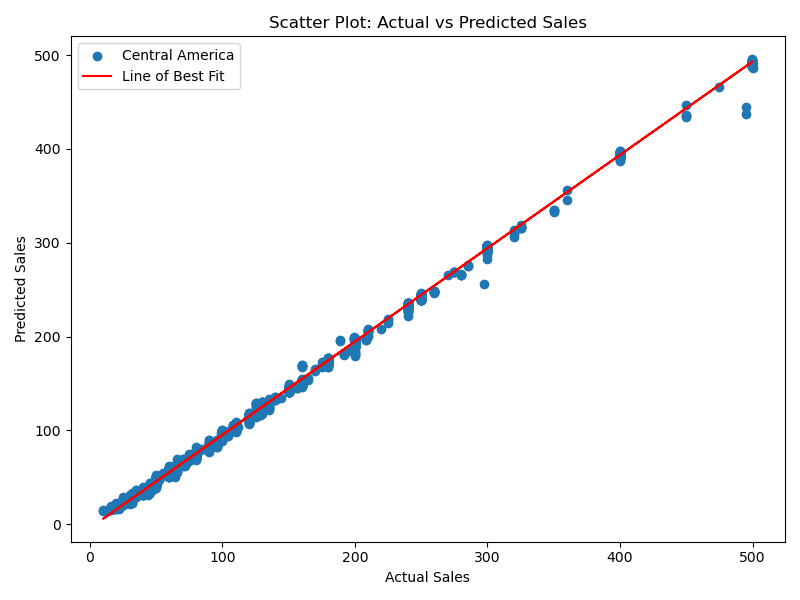 Scatter Plot: Actual vs Predicted Sales
Central America
Line of Best Fit
Predicted Sales
500
400
300
200
100
0
0 100 200 300 400 500
Actual Sales